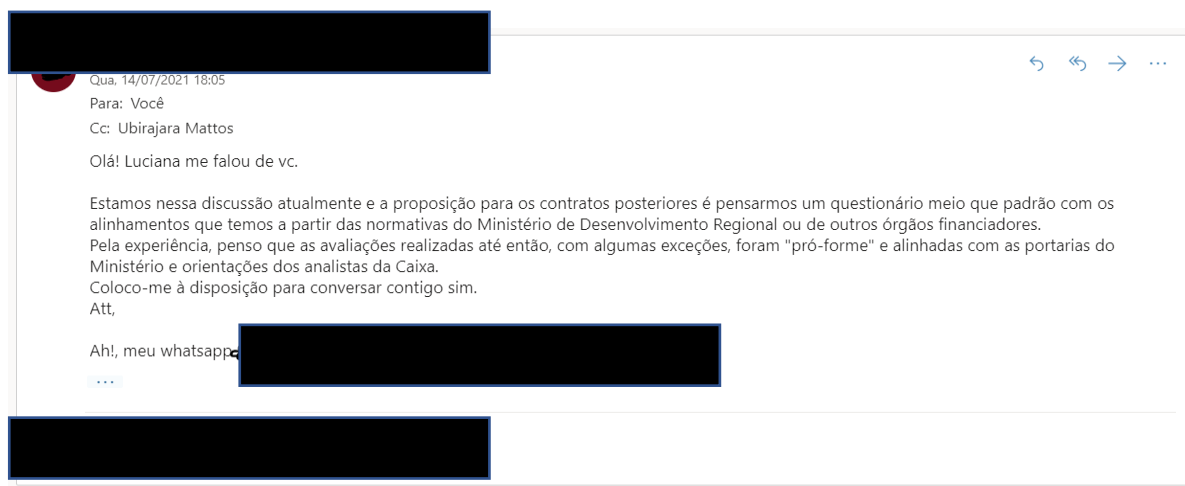 Qua, 14/07/2021 18:05
Para: Você
Cc: Ubirajara Mattos
Olá! Luciana me falou de vc.
Estamos nessa discussão atualmente e a proposição para os contratos posteriores é pensarmos um questionário meio que padrão com os
alinhamentos que temos a partir das normativas do Ministério de Desenvolvimento Regional ou de outros órgãos financiadores.
Pela experiência, penso que as avaliações realizadas até então, com algumas exceções, foram "pró-forme" e alinhadas com as portarias do
Ministério e orientações dos analistas da Caixa.
Coloco-me à disposição para conversar contigo sim.
Att,
Ah!, meu whatsapp
...